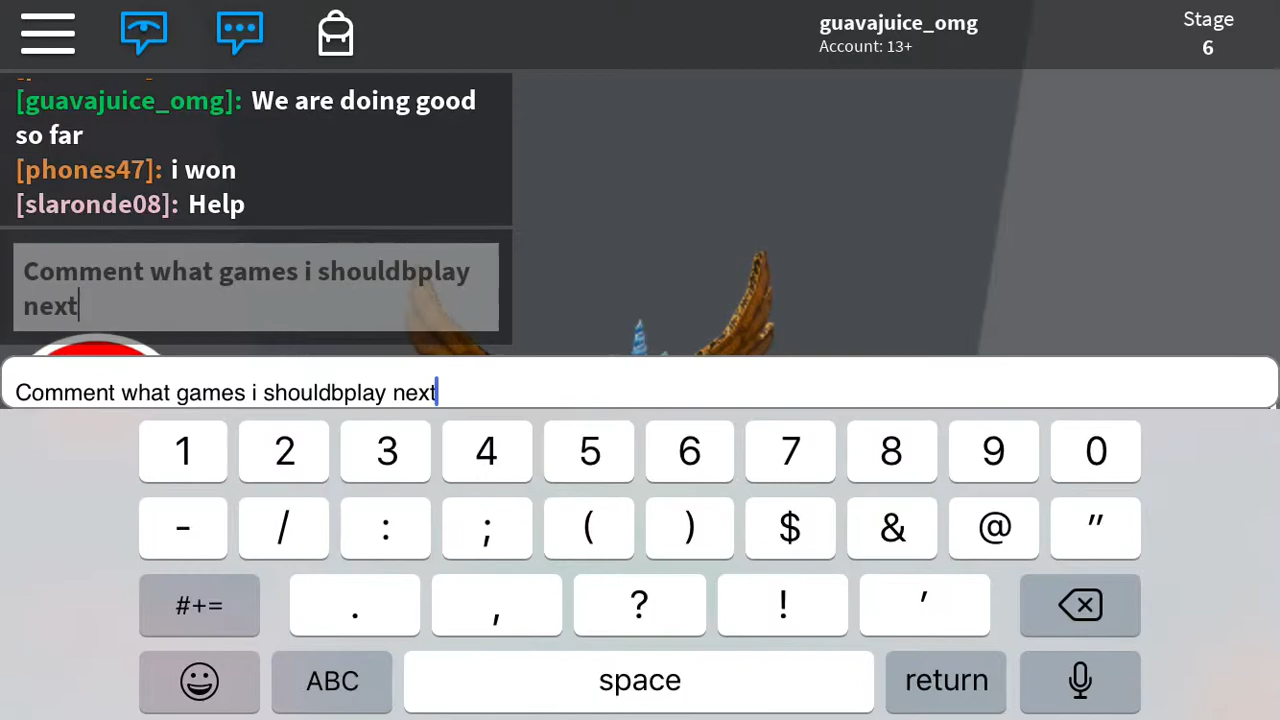 guavajuice_omg
Account: 13+
Stage
6
[guavajuice_omg]: We are doing good
so far
[phones47]: i won
[slaronde08]: Help
Comment what games i shouldbplay
next
Comment what games i shouldbplay next
1 2 3 4 5 6 7 8 9 0
- / : ; ( ) $ & @ "
#+= . , ? ! '
ABC space return